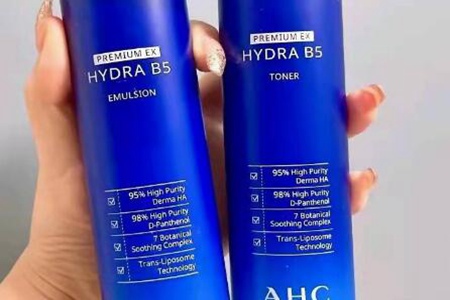 PREMIUM EX
HYDRA B5
EMULSION
95% High Purity
Derma HA
98% High Purity
D-Panthenol
7 Botanical
Soothing Complex
Trans-Liposome
Technology
PREMIUM EX
HYDRA B5
TONER
95% High Purity
Derma HA
98% High Purity
D-Panthenol
7 Botanical
Soothing Complex
Trans-Liposome
Technology
AHC